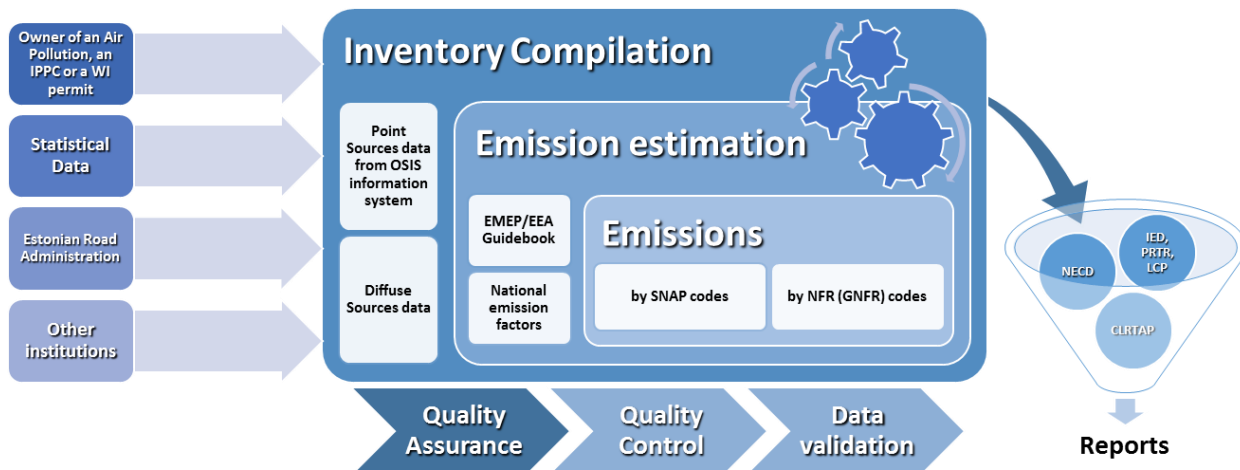 Owner of an Air
Pollution, an
IPPC or a WI
permit
Statistical
Data
Estonian Road
Administration
Other
institutions
Inventory Compilation
Point
Sources data
from OSIS
information
system
Diffuse
Sources data
Emission estimation
EMEP/EEA
Guidebook
National
emission
factors
Emissions
by SNAP codes
by NFR (GNFR) codes
Quality
Assurance
Quality
Control
Data
validation
NECD
IED,
PRTR,
LCP
CLRTAP
Reports